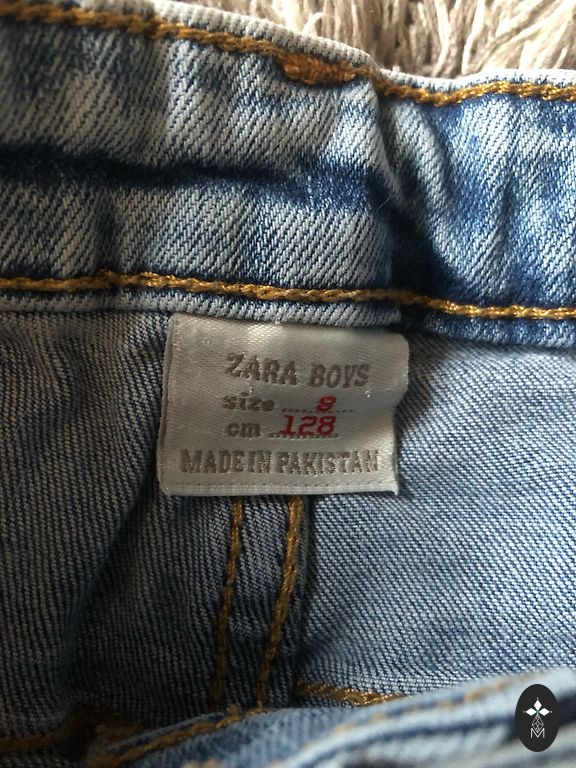 ZARA BOYS
size ....8....
cm ..128..
MADE IN PAKISTAN